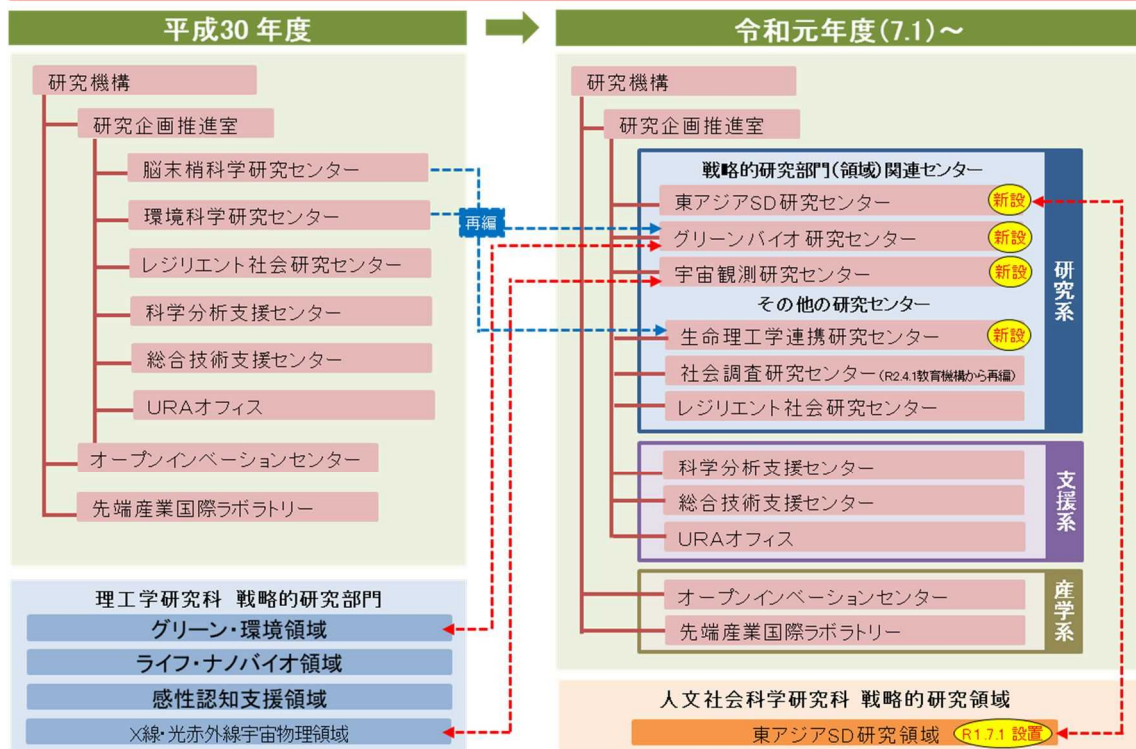 平成30 年度
研究機構
研究企画推進室
脳末梢科学研究センター
環境科学研究センター
レジリエント社会研究センター
科学分析支援センター
総合技術支援センター
URAオフィス
オープンイノベーションセンター
先端産業国際ラボラトリー
再編
理工学研究科 戦略的研究部門
グリーン・環境領域
ライフ・ナノバイオ領域
感性認知支援領域
X線・光赤外線宇宙物理領域
令和元年度(7.1)～
研究機構
研究企画推進室
戦略的研究部門(領域)関連センター
東アジアSD研究センター 新設
グリーンバイオ研究センター 新設
宇宙観測研究センター 新設
その他の研究センター
生命理工学連携研究センター 新設
社会調査研究センター(R2.4.1教育機構から再編)
レジリエント社会研究センター
研究系
科学分析支援センター
総合技術支援センター
URAオフィス
支援系
オープンイノベーションセンター
先端産業国際ラボラトリー
産学系
人文社会科学研究科 戦略的研究領域
東アジアSD研究領域 R1.7.1 設置